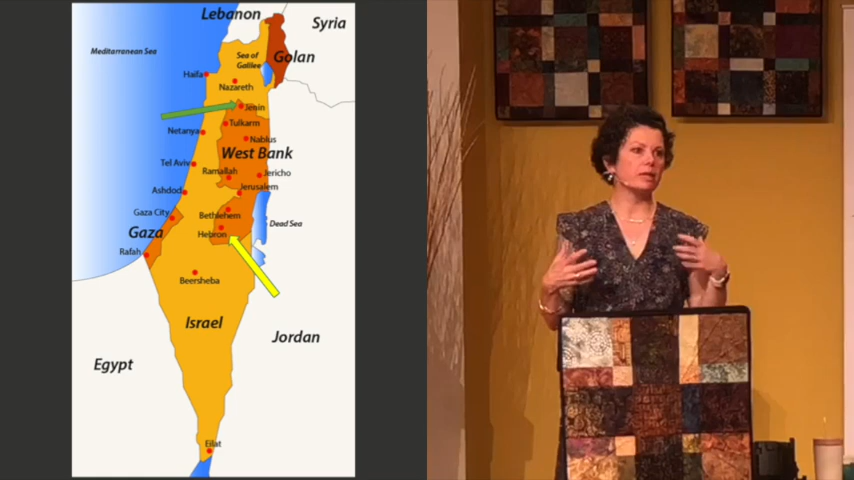 Lebanon
Syria
Mediterranean Sea
Sea of
Galilee
Golan
Haifa
Nazareth
Jenin
Tulkarm
Netanya
Nablus
West Bank
Tel Aviv
Ramallah
Jericho
Jerusalem
Ashdod
Gaza City
Bethlehem
Dead Sea
Gaza
Hebron
Rafah
Beersheba
Israel
Jordan
Egypt
Eilat